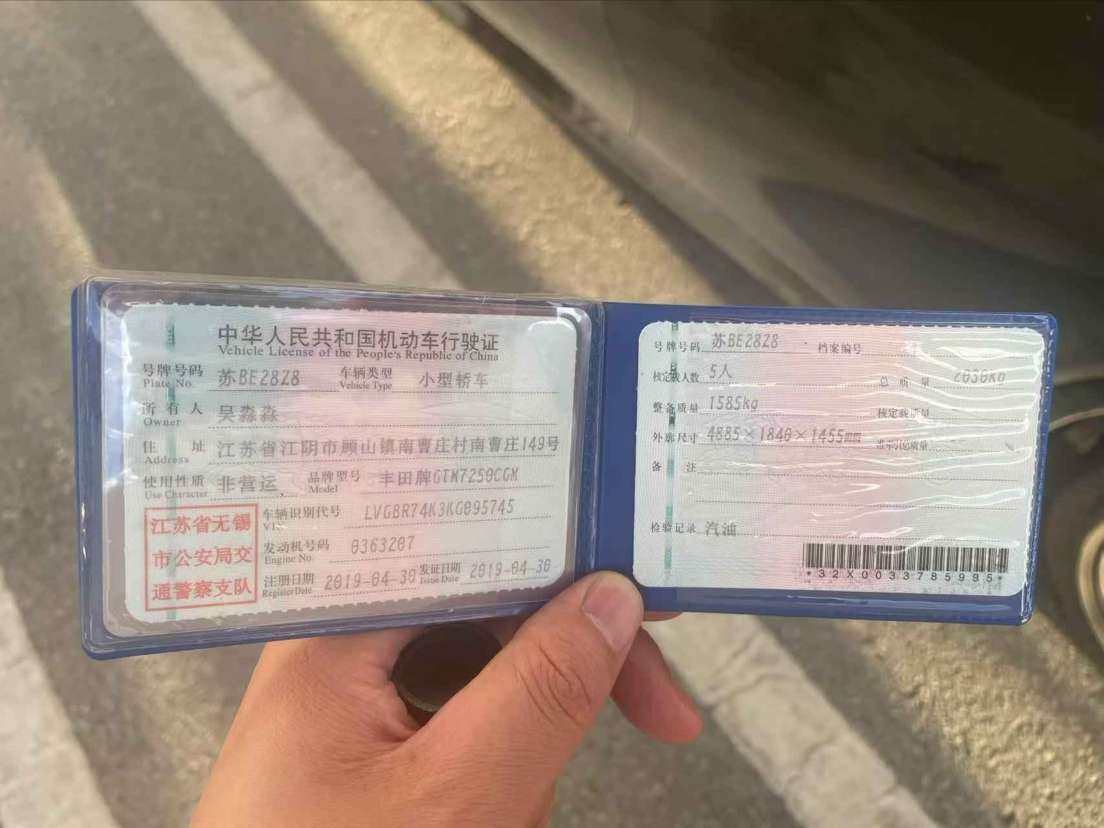 中华人民共和国机动车行驶证
Vehicle License of the People's Republic of China
号牌号码 苏BE28Z8 车辆类型 小型轿车
Plate No. Vehicle Type
所有人 吴淼淼
Owner
住址 江苏省江阴市顾山镇南曹庄村南曹庄149号
Address
使用性质 非营运 品牌型号 丰田牌GTM7250CGM
Use Character Model
江苏省无锡
市公安局交
通警察支队
车辆识别代号 LVGBR74K3KG095745
VIN
发动机号码 0363207
Engine No.
注册日期 2019-04-30 发证日期 2019-04-30
Register Date Issue Date
号牌号码 苏BE28Z8 档案编号
核定载人数 5人 总质量 2030kg
整备质量 1585kg 核定载质量
外廓尺寸 4885×1840×1455mm 准牵引总质量
备注
检验记录 汽油
*32X0033785995*